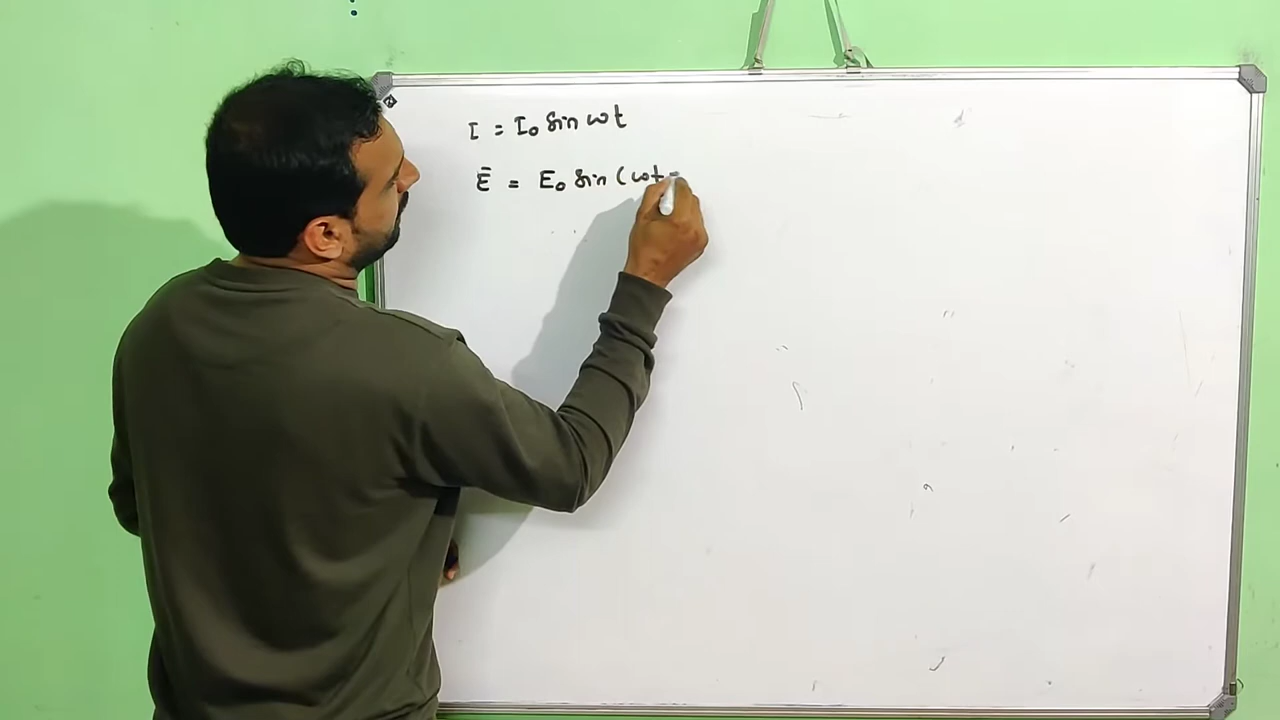 I = I₀ Sin ωt
Ē = E₀ Sin (ωt